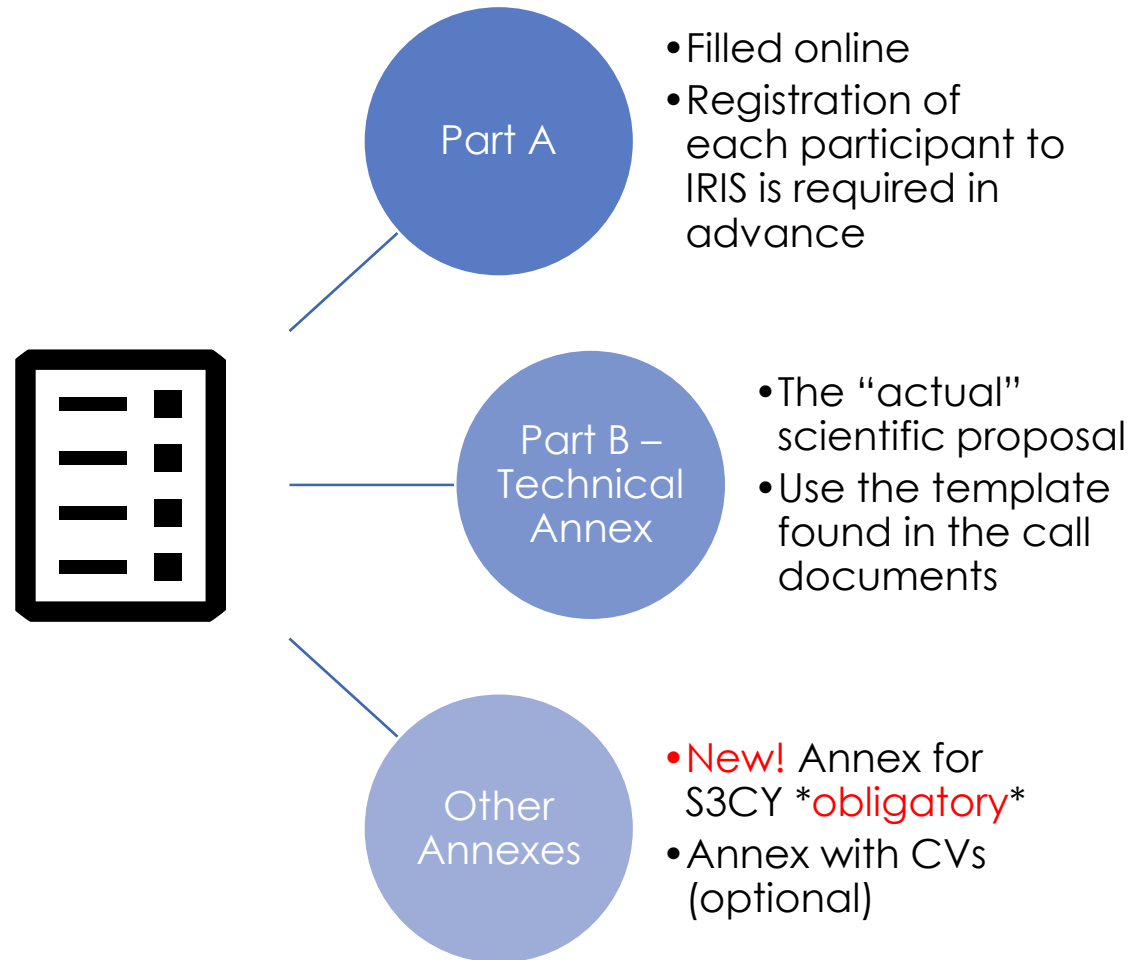 Part A
•Filled online
•Registration of
each participant to
IRIS is required in
advance
Part B –
Technical
Annex
•The “actual”
scientific proposal
•Use the template
found in the call
documents
Other
Annexes
•New! Annex for
S3CY *obligatory*
•Annex with CVs
(optional)